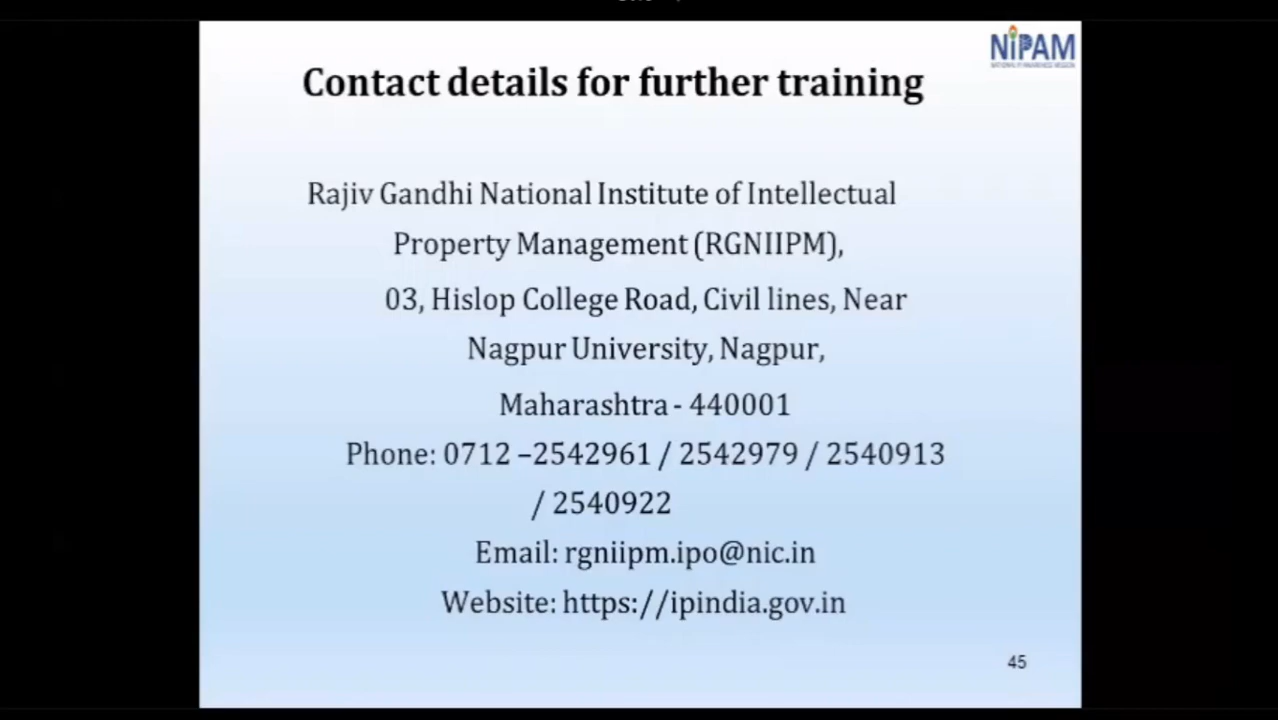 NiPAM
Contact details for further training
Rajiv Gandhi National Institute of Intellectual
Property Management (RGNIIPM),
03, Hislop College Road, Civil lines, Near
Nagpur University, Nagpur,
Maharashtra - 440001
Phone: 0712 –2542961 / 2542979 / 2540913
/ 2540922
Email: rgniipm.ipo@nic.in
Website: https://ipindia.gov.in
45